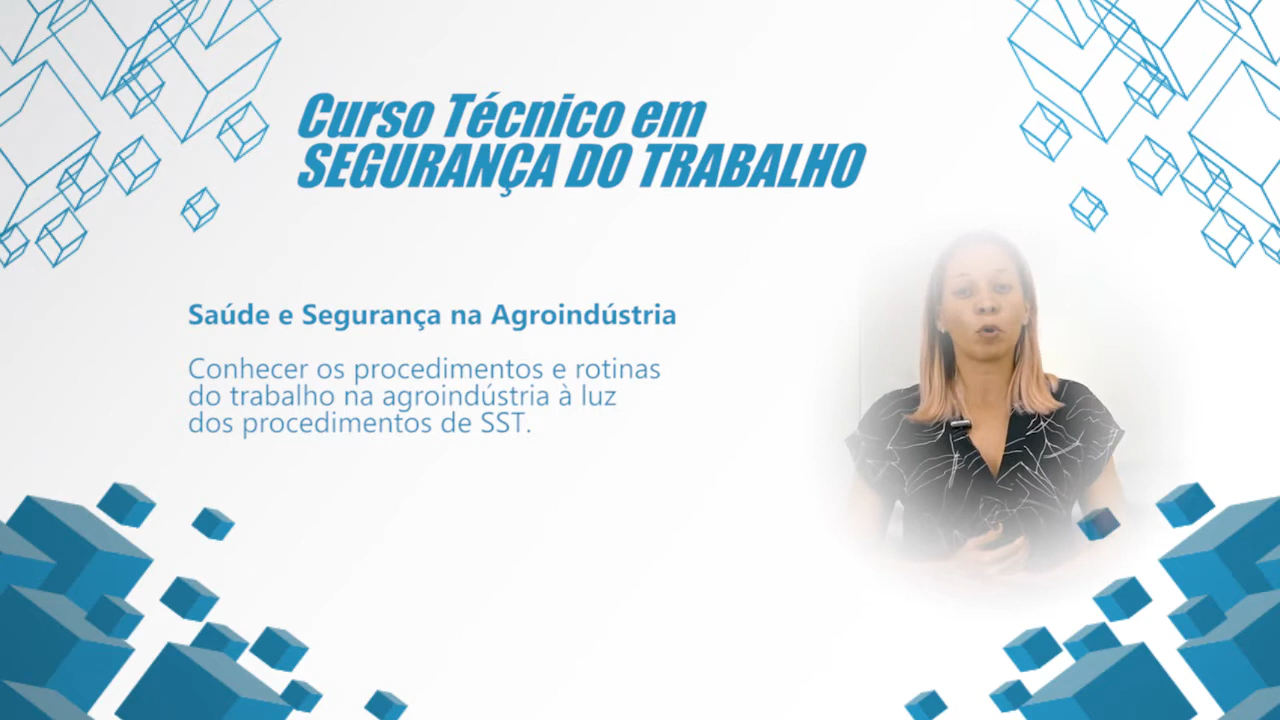 Curso Técnico em
SEGURANÇA DO TRABALHO
Saúde e Segurança na Agroindústria
Conhecer os procedimentos e rotinas
do trabalho na agroindústria à luz
dos procedimentos de SST.